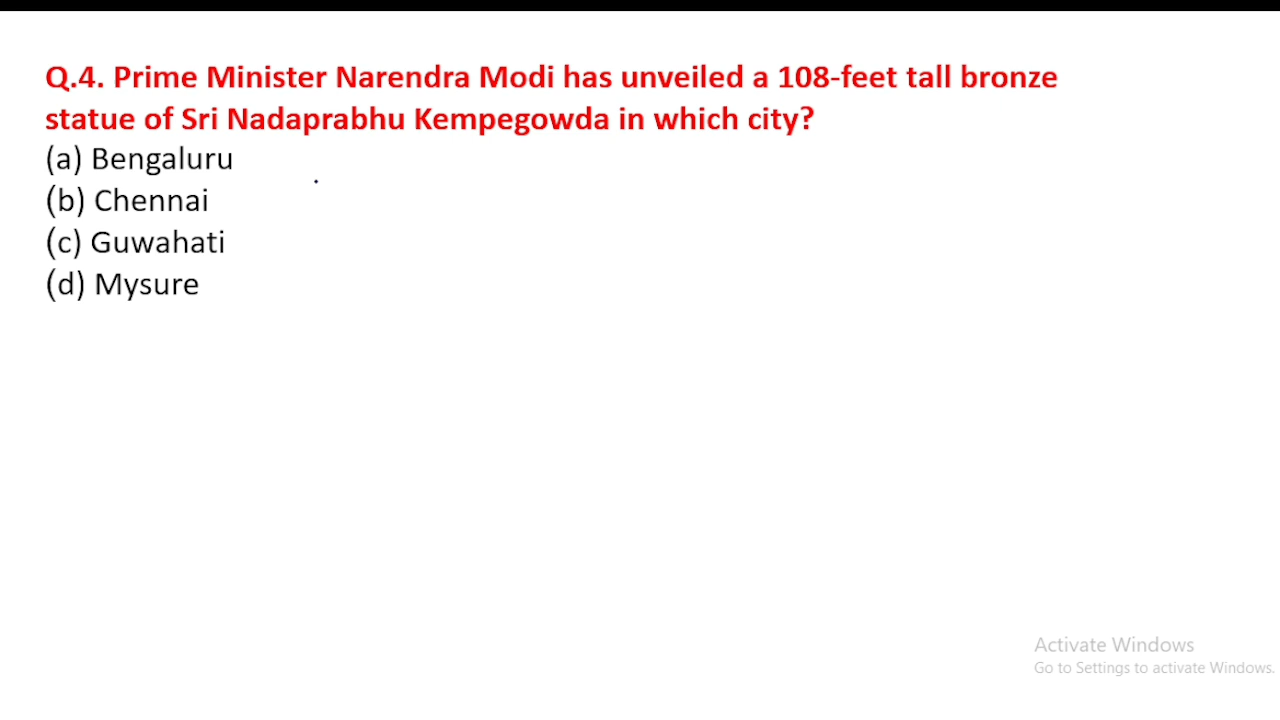 Q.4. Prime Minister Narendra Modi has unveiled a 108-feet tall bronze
statue of Sri Nadaprabhu Kempegowda in which city?
(a) Bengaluru
(b) Chennai
(c) Guwahati
(d) Mysure
Activate Windows
Go to Settings to activate Windows.